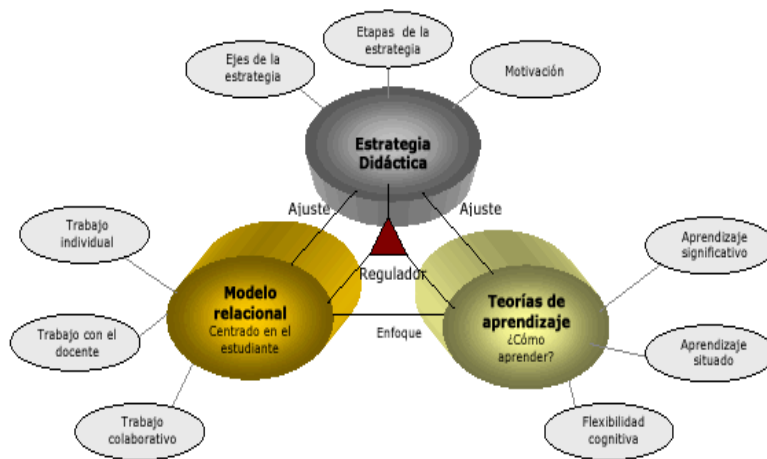 Etapas de la
estrategia
Ejes de la
estrategia
Motivación
Estrategia
Didáctica
Ajuste
Ajuste
Trabajo
individual
Aprendizaje
significativo
Regulador
Modelo
relacional
Centrado en el
estudiante
Teorías de
aprendizaje
¿Cómo
aprender?
Enfoque
Trabajo con el
docente
Aprendizaje
situado
Trabajo
colaborativo
Flexibilidad
cognitiva